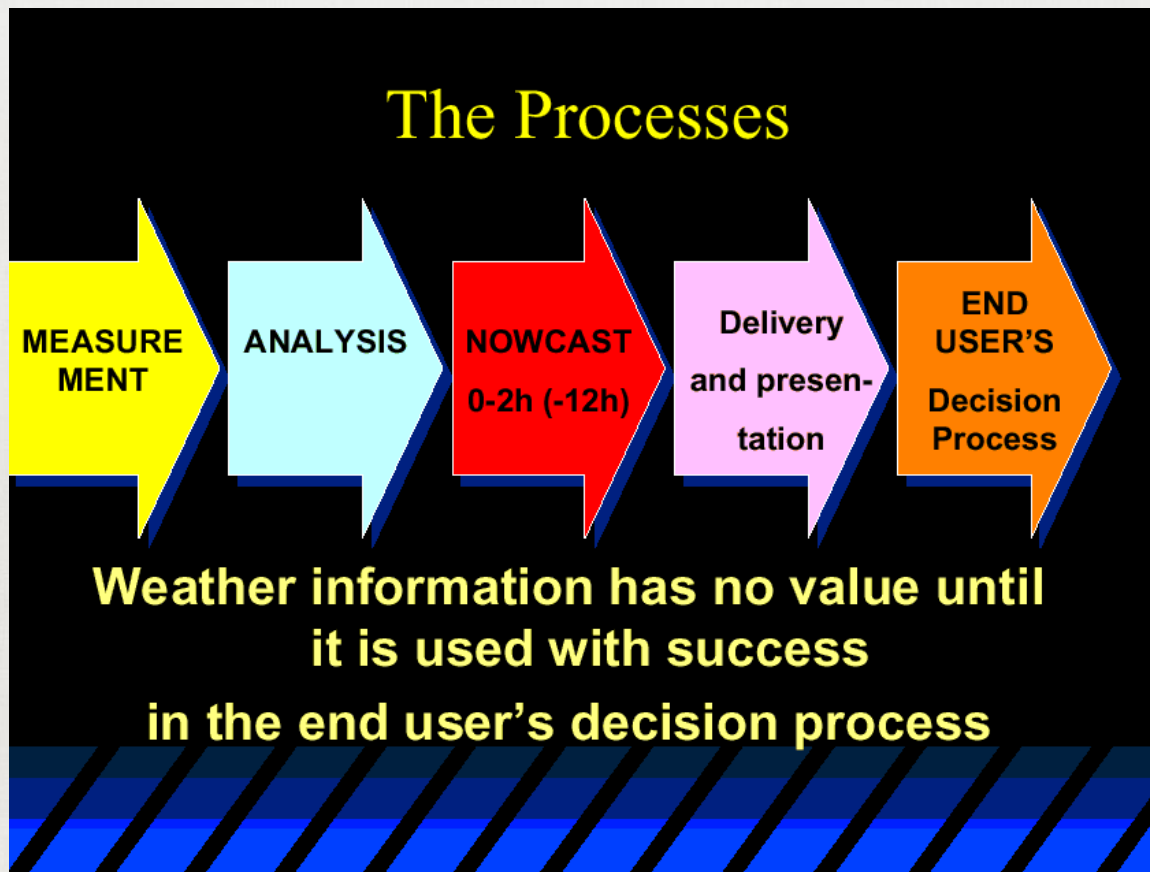 The Processes
MEASURE
MENT
ANALYSIS
NOWCAST
0-2h (-12h)
Delivery
and presen-
tation
END
USER’S
Decision
Process
Weather information has no value until
it is used with success
in the end user’s decision process